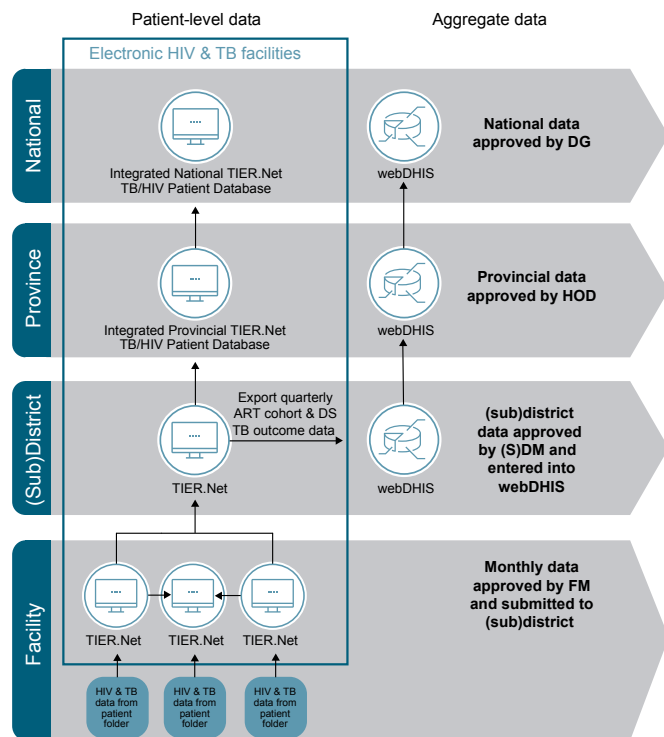 Patient-level data
Aggregate data
Electronic HIV & TB facilities
National
Integrated National TIER.Net
TB/HIV Patient Database
webDHIS
National data
approved by DG
Province
Integrated Provincial TIER.Net
TB/HIV Patient Database
webDHIS
Provincial data
approved by HOD
(Sub)District
TIER.Net
Export quarterly
ART cohort & DS
TB outcome data
webDHIS
(sub)district
data approved
by (S)DM and
entered into
webDHIS
Facility
TIER.Net
TIER.Net
TIER.Net
Monthly data
approved by FM
and submitted to
(sub)district
HIV & TB
data from
patient
folder
HIV & TB
data from
patient
folder
HIV & TB
data from
patient
folder